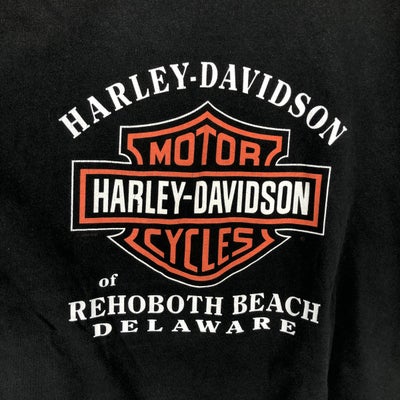 HARLEY-DAVIDSON
MOTOR
HARLEY-DAVIDSON
CYCLES
of
REHOBOTH BEACH
DELAWARE